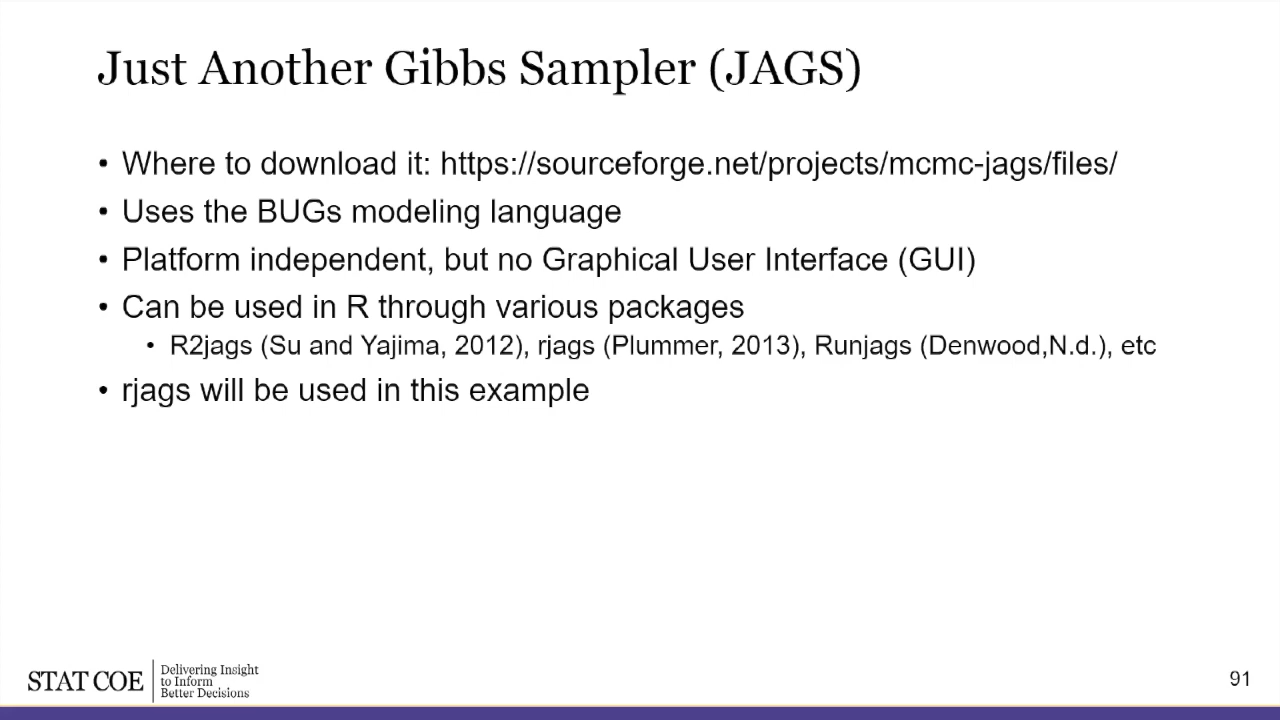 Just Another Gibbs Sampler (JAGS)
• Where to download it: https://sourceforge.net/projects/mcmc-jags/files/
• Uses the BUGs modeling language
• Platform independent, but no Graphical User Interface (GUI)
• Can be used in R through various packages
• R2jags (Su and Yajima, 2012), rjags (Plummer, 2013), Runjags (Denwood,N.d.), etc
• rjags will be used in this example
STAT COE
Delivering Insight
to Inform
Better Decisions
91